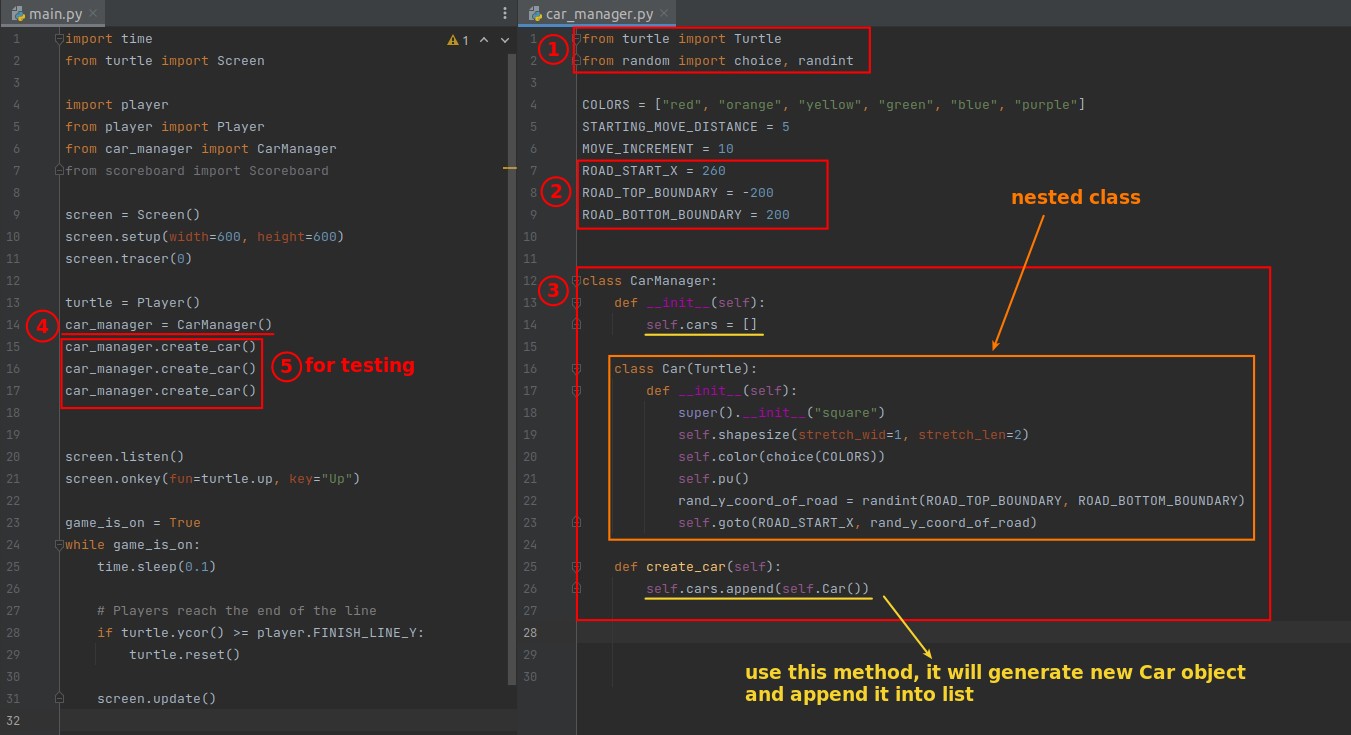 main.py
1 import time
2 from turtle import Screen
3
4 import player
5 from player import Player
6 from car_manager import CarManager
7 from scoreboard import Scoreboard
8
9 screen = Screen()
10 screen.setup(width=600, height=600)
11 screen.tracer(0)
12
13 turtle = Player()
4
14 car_manager = CarManager()
15 car_manager.create_car()
16 car_manager.create_car()
17 car_manager.create_car()
5 for testing
18
19
20 screen.listen()
21 screen.onkey(fun=turtle.up, key="Up")
22
23 game_is_on = True
24 while game_is_on:
25 time.sleep(0.1)
26
27 # Players reach the end of the line
28 if turtle.ycor() >= player.FINISH_LINE_Y:
29 turtle.reset()
30
31 screen.update()
32
1
car_manager.py
1
1 from turtle import Turtle
2 from random import choice, randint
3
4 COLORS = ["red", "orange", "yellow", "green", "blue", "purple"]
5 STARTING_MOVE_DISTANCE = 5
6 MOVE_INCREMENT = 10
2
7 ROAD_START_X = 260
8 ROAD_TOP_BOUNDARY = -200
9 ROAD_BOTTOM_BOUNDARY = 200
10
11
nested class
3
12 class CarManager:
13 def __init__(self):
14 self.cars = []
15
16 class Car(Turtle):
17 def __init__(self):
18 super().__init__("square")
19 self.shapesize(stretch_wid=1, stretch_len=2)
20 self.color(choice(COLORS))
21 self.pu()
22 rand_y_coord_of_road = randint(ROAD_TOP_BOUNDARY, ROAD_BOTTOM_BOUNDARY)
23 self.goto(ROAD_START_X, rand_y_coord_of_road)
24
25 def create_car(self):
26 self.cars.append(self.Car())
27
28
29
30
use this method, it will generate new Car object
and append it into list